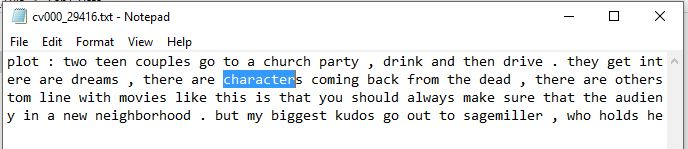 cv000_29416.txt - Notepad
File Edit Format View Help
plot : two teen couples go to a church party , drink and then drive . they get int
ere are dreams , there are characters coming back from the dead , there are others
tom line with movies like this is that you should always make sure that the audien
y in a new neighborhood . but my biggest kudos go out to sagemiller , who holds he